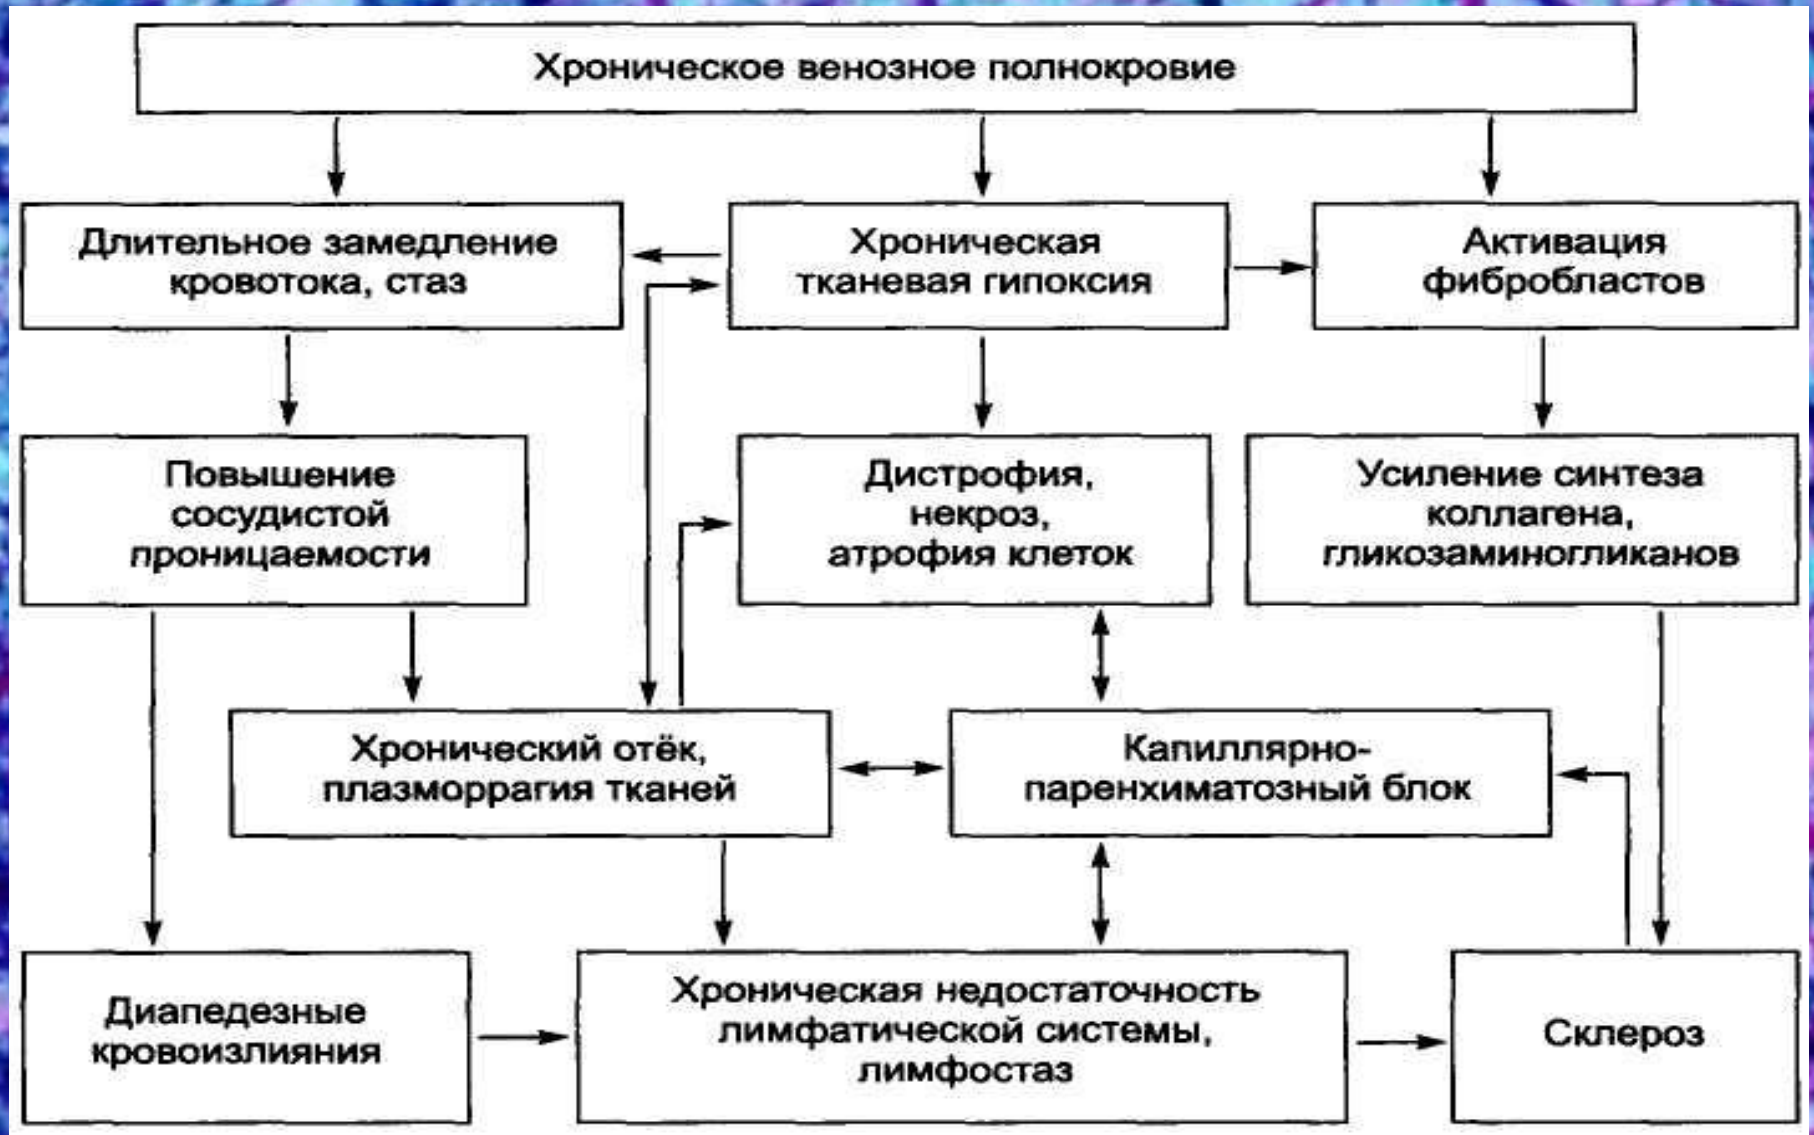 Хроническое венозное полнокровие
Длительное замедление
кровотока, стаз
Хроническая
тканевая гипоксия
Активация
фибробластов
Повышение
сосудистой
проницаемости
Дистрофия,
некроз,
атрофия клеток
Усиление синтеза
коллагена,
гликозаминогликанов
Хронический отёк,
плазморрагия тканей
Капиллярно-
паренхиматозный блок
Диапедезные
кровоизлияния
Хроническая недостаточность
лимфатической системы,
лимфостаз
Склероз